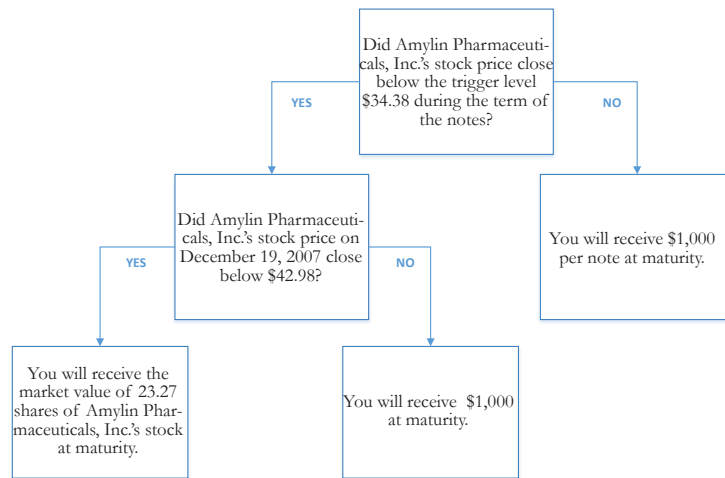 Did Amylin Pharmaceuti-
cals, Inc.'s stock price close
below the trigger level
$34.38 during the term of
the notes?
YES
NO
Did Amylin Pharmaceuti-
cals, Inc.'s stock price on
December 19, 2007 close
below $42.98?
You will receive $1,000
per note at maturity.
YES
NO
You will receive the
market value of 23.27
shares of Amylin Phar-
maceuticals, Inc.'s stock
at maturity.
You will receive $1,000
at maturity.